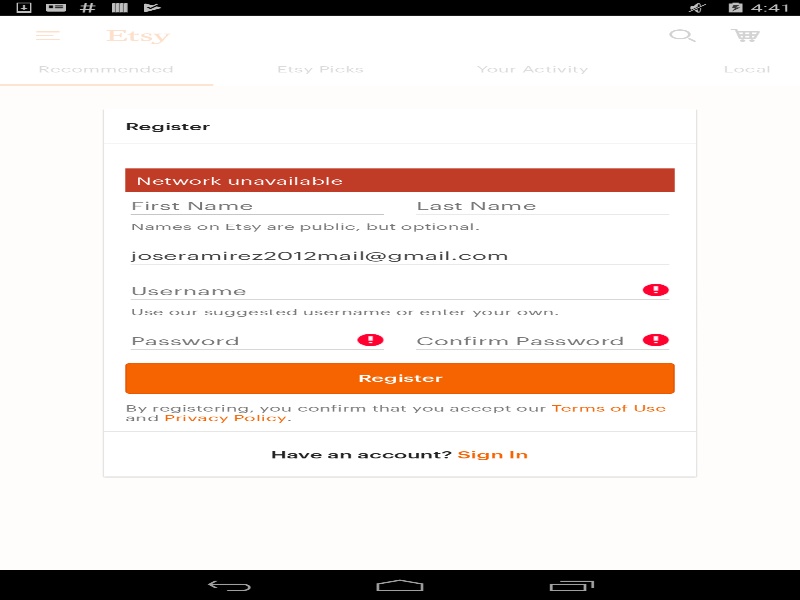 4:41
Etsy
Recommended Etsy Picks Your Activity Local
Register
Network unavailable
First Name Last Name
Names on Etsy are public, but optional.
joseramirez2012mail@gmail.com
Username
Use our suggested username or enter your own.
Password Confirm Password
Register
By registering, you confirm that you accept our Terms of Use
and Privacy Policy.
Have an account? Sign In